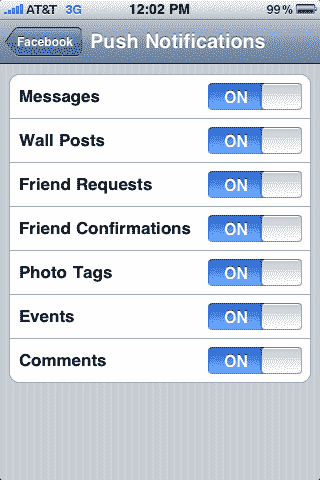 AT&T 3G 12:02 PM 99%
Facebook Push Notifications
Messages ON
Wall Posts ON
Friend Requests ON
Friend Confirmations ON
Photo Tags ON
Events ON
Comments ON